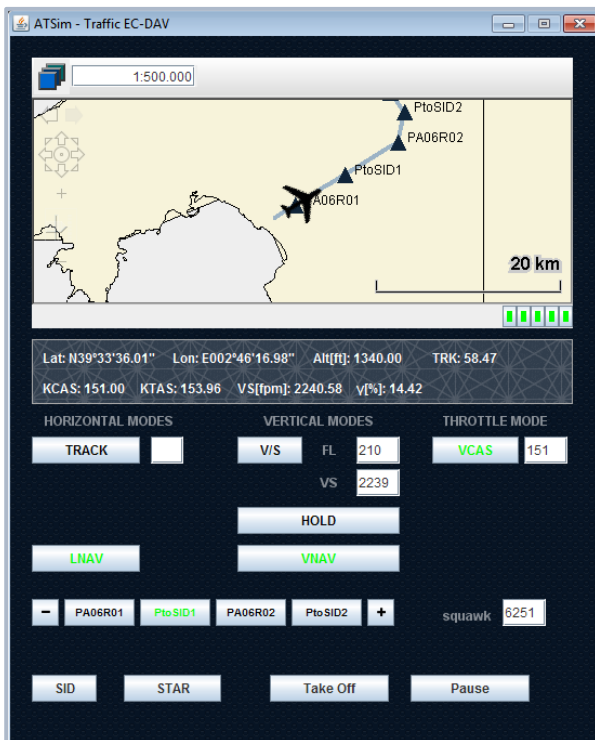 ATSim - Traffic EC-DAV
1:500.000
PtoSID2
PA06R02
PtoSID1
A06R01
20 km
Lat: N39°33'36.01" Lon: E002°46'16.98" Alt[ft]: 1340.00 TRK: 58.47
KCAS: 151.00 KTAS: 153.96 VS[fpm]: 2240.58 γ[%]: 14.42
HORIZONTAL MODES VERTICAL MODES THROTTLE MODE
TRACK V/S FL 210 VCAS 151
VS 2239
HOLD
LNAV VNAV
− PA06R01 PtoSID1 PA06R02 PtoSID2 + squawk 6251
SID STAR Take Off Pause